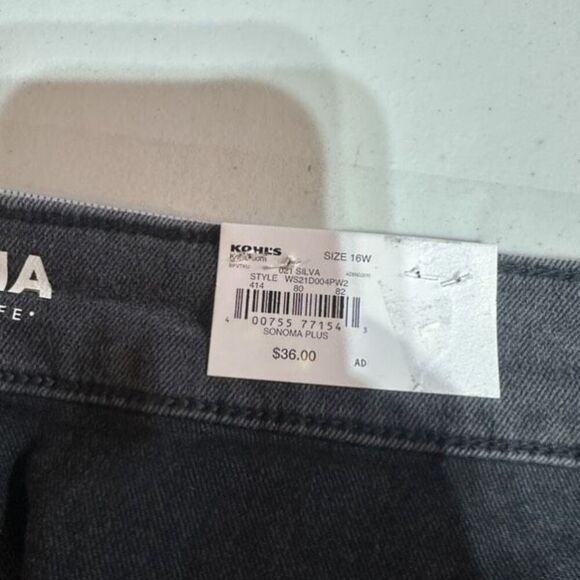 MA
FE•
KOHL'S
SIZE 16W
021 SILVA
STYLE WS21D004PW2
414 80 82
4 00755 77154 3
SONOMA PLUS
$36.00
AD